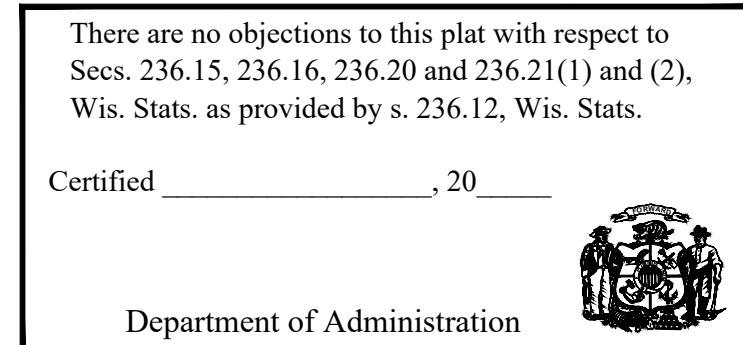 There are no objections to this plat with respect to
Secs. 236.15, 236.16, 236.20 and 236.21(1) and (2),
Wis. Stats. as provided by s. 236.12, Wis. Stats.
Certified __________________, 20_____
FORWARD
Department of Administration